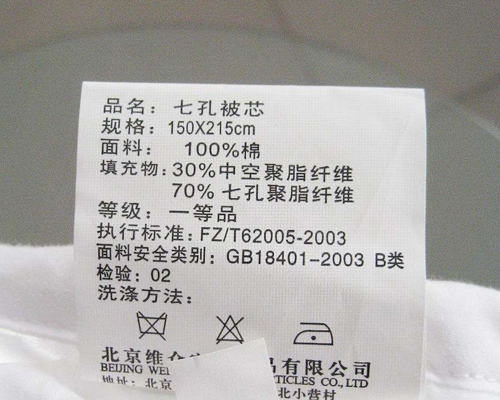 品名： 七孔被芯
规格：150X215cm
面料： 100%棉
填充物：30%中空聚脂纤维
70% 七孔聚脂纤维
等级： 一等品
执行标准：FZ/T62005-2003
面料安全类别： GB18401-2003 B类
检验：02
洗涤方法：
北京维 品有限公司
BEIJING WEI TICLES CO.,LTD
地址：北京 北小营村